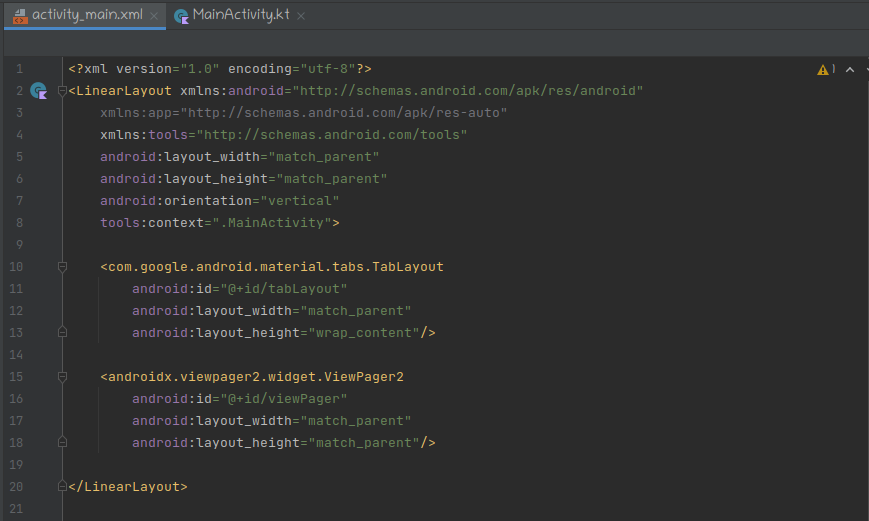 activity_main.xml MainActivity.kt
1 <?xml version="1.0" encoding="utf-8"?> 1
2 <LinearLayout xmlns:android="http://schemas.android.com/apk/res/android"
3 xmlns:app="http://schemas.android.com/apk/res-auto"
4 xmlns:tools="http://schemas.android.com/tools"
5 android:layout_width="match_parent"
6 android:layout_height="match_parent"
7 android:orientation="vertical"
8 tools:context=".MainActivity">
9
10 <com.google.android.material.tabs.TabLayout
11 android:id="@+id/tabLayout"
12 android:layout_width="match_parent"
13 android:layout_height="wrap_content"/>
14
15 <androidx.viewpager2.widget.ViewPager2
16 android:id="@+id/viewPager"
17 android:layout_width="match_parent"
18 android:layout_height="match_parent"/>
19
20 </LinearLayout>
21